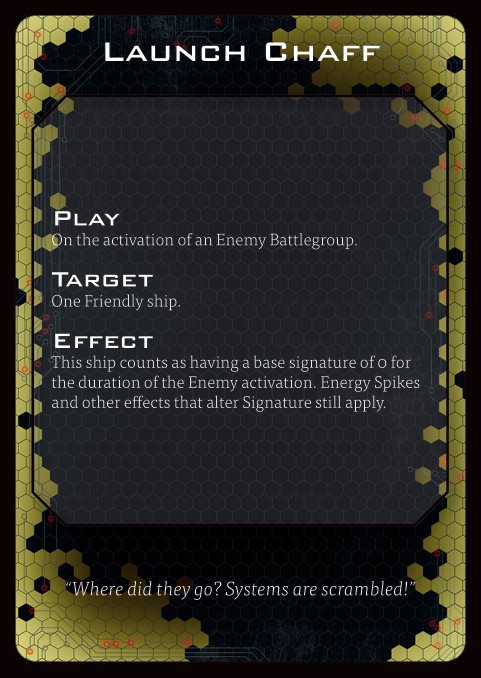 Launch Chaff
Play
On the activation of an Enemy Battlegroup.
Target
One Friendly ship.
Effect
This ship counts as having a base signature of 0 for
the duration of the Enemy activation. Energy Spikes
and other effects that alter Signature still apply.
“Where did they go? Systems are scrambled!”